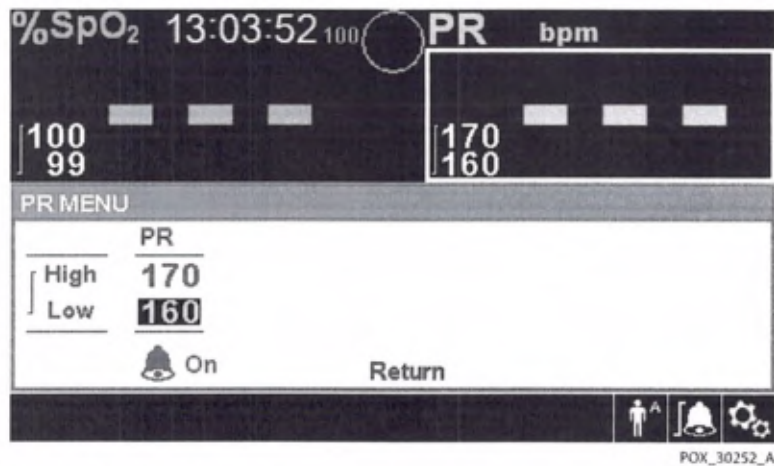 %SpO₂ 13:03:52 100 PR bpm
--- ---
100 170
99 160
PR MENU
PR
High 170
Low 160
On Return
A
POX_30252_A